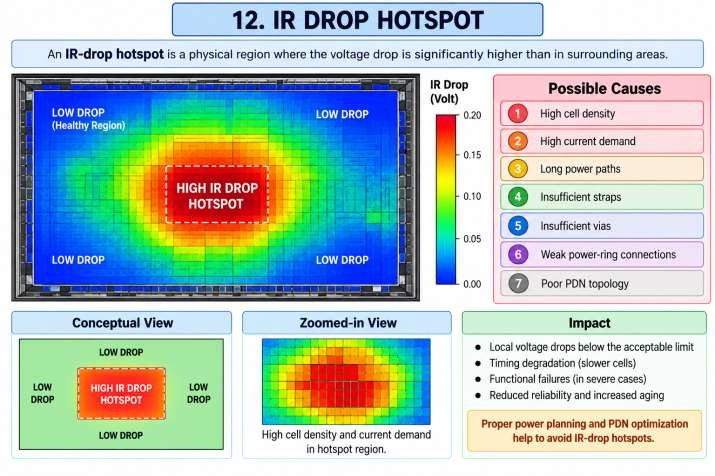 12. IR DROP HOTSPOT
An IR-drop hotspot is a physical region where the voltage drop is significantly higher than in surrounding areas.
LOW DROP
(Healthy Region)
LOW DROP
HIGH IR DROP
HOTSPOT
LOW DROP
LOW DROP
IR Drop
(Volt)
0.20
0.15
0.10
0.05
0.00
Possible Causes
1 High cell density
2 High current demand
3 Long power paths
4 Insufficient straps
5 Insufficient vias
6 Weak power-ring connections
7 Poor PDN topology
Conceptual View
LOW DROP
LOW
DROP
HIGH IR DROP
HOTSPOT
LOW
DROP
LOW DROP
Zoomed-in View
High cell density and current demand
in hotspot region.
Impact
● Local voltage drops below the acceptable limit
● Timing degradation (slower cells)
● Functional failures (in severe cases)
● Reduced reliability and increased aging
Proper power planning and PDN optimization
help to avoid IR-drop hotspots.